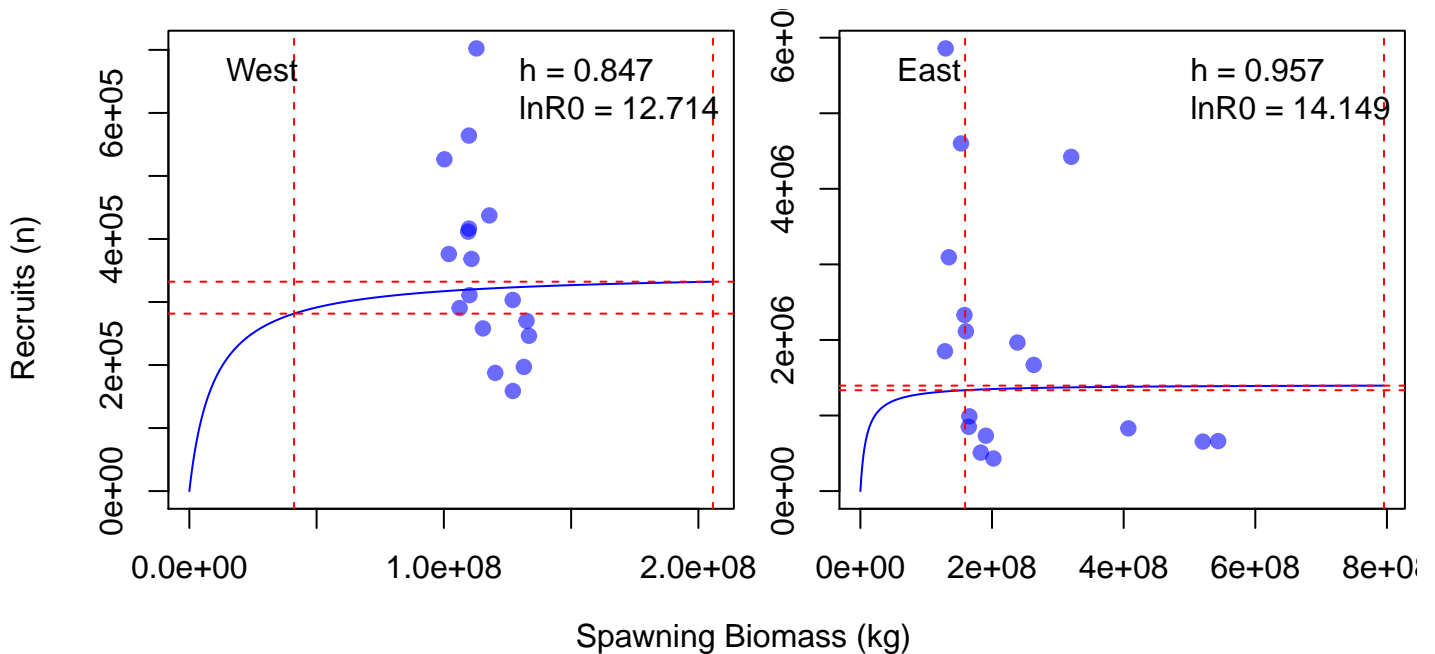 West
h = 0.847
lnR0 = 12.714
East
h = 0.957
lnR0 = 14.149
Recruits (n)
6e+05
4e+05
2e+05
0e+00
4e+06
2e+06
0e+00
0.0e+00 1.0e+08 2.0e+08
0e+00 2e+08 4e+08 6e+08
Spawning Biomass (kg)